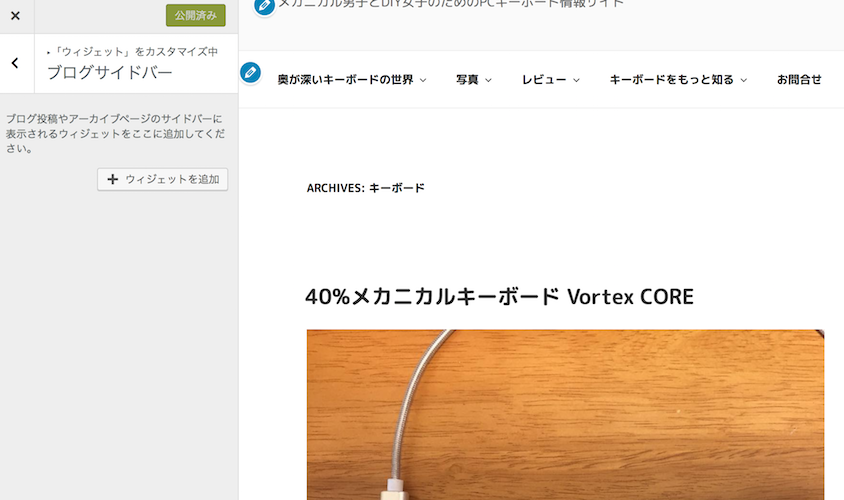 公開済み
▸「ウィジェット」をカスタマイズ中
ブログサイドバー
ブログ投稿やアーカイブページのサイドバーに
表示されるウィジェットをここに追加してくだ
さい。
ウィジェットを追加
メカニカル男子とDIY女子のためのPCキーボード情報サイト
奥が深いキーボードの世界 写真 レビュー キーボードをもっと知る お問合せ
ARCHIVES: キーボード
40%メカニカルキーボード Vortex CORE